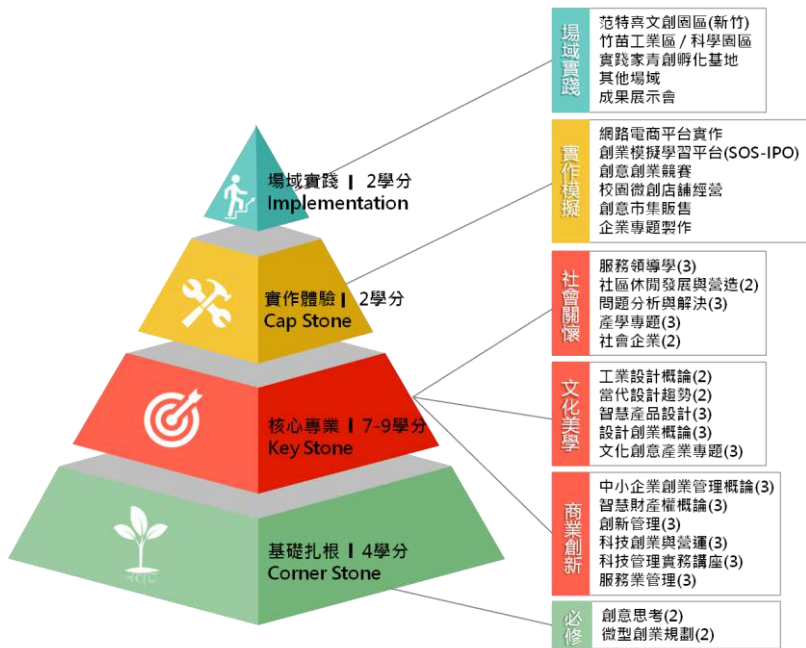 場域實踐 | 2學分
Implementation
實作體驗 | 2學分
Cap Stone
核心專業 | 7-9學分
Key Stone
基礎扎根 | 4學分
Corner Stone
場域實踐
范特喜文創園區(新竹)
竹苗工業區 / 科學園區
實踐家青創孵化基地
其他場域
成果展示會
實作模擬
網路電商平台實作
創業模擬學習平台(SOS-IPO)
創意創業競賽
校園微創店舖經營
創意市集販售
企業專題製作
社會關懷
服務領導學(3)
社區休閒發展與營造(2)
問題分析與解決(3)
產學專題(3)
社會企業(2)
文化美學
工業設計概論(2)
當代設計趨勢(2)
智慧產品設計(3)
設計創業概論(3)
文化創意產業專題(3)
商業創新
中小企業創業管理概論(3)
智慧財產權概論(3)
創新管理(3)
科技創業與營運(3)
科技管理實務講座(3)
服務業管理(3)
必修
創意思考(2)
微型創業規劃(2)